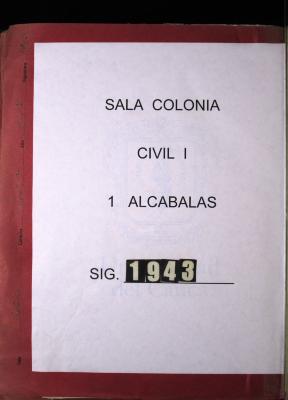 SALA COLONIA
CIVIL I
1 ALCABALAS
SIG. 1943